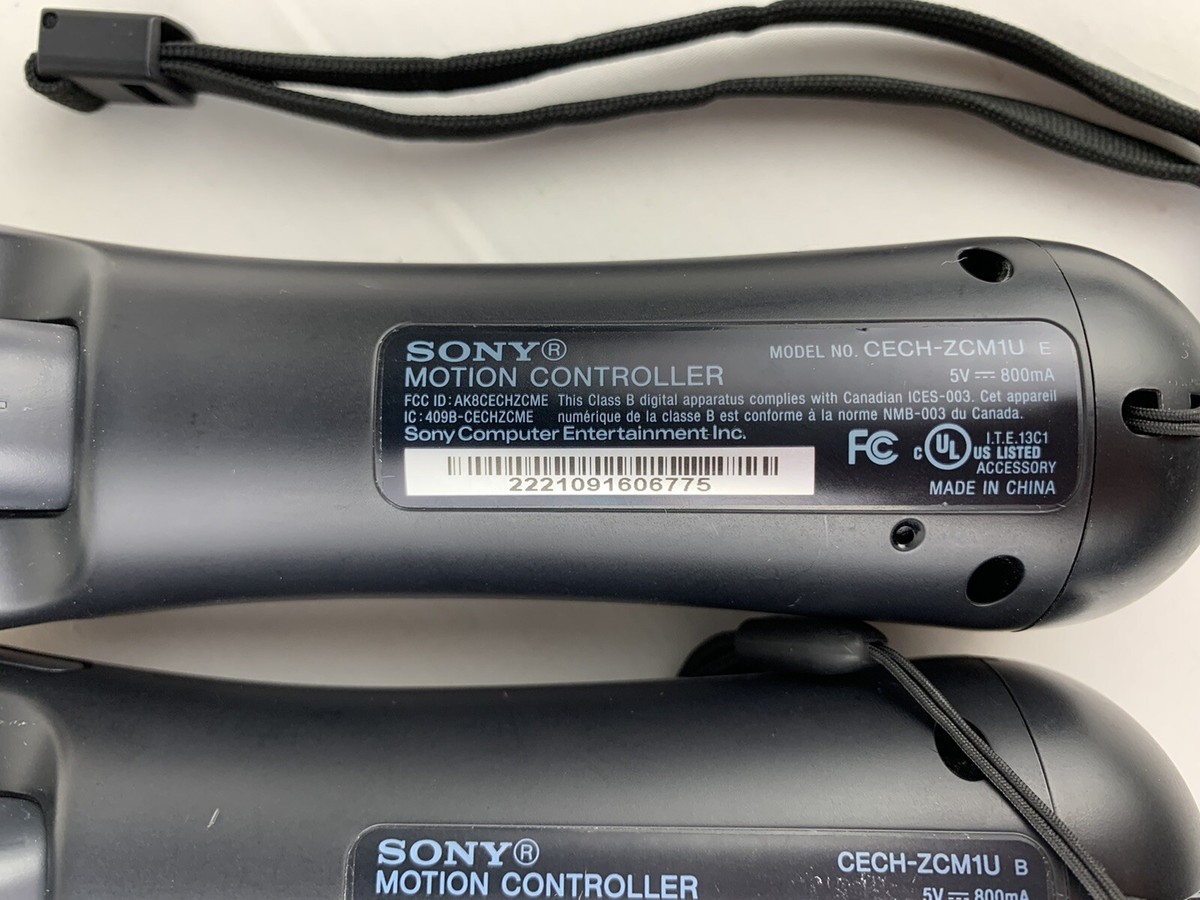 SONY®
MODEL NO. CECH-ZCM1U E
MOTION CONTROLLER
5V ⎓ 800mA
FCC ID: AK8CECHZCME This Class B digital apparatus complies with Canadian ICES-003. Cet appareil
IC: 409B-CECHZCME numérique de la classe B est conforme à la norme NMB-003 du Canada.
Sony Computer Entertainment Inc.
2221091606775
FC
c UL US LISTED
I.T.E.13C1
ACCESSORY
MADE IN CHINA
SONY®
CECH-ZCM1U B
MOTION CONTROLLER
5V ⎓ 800mA